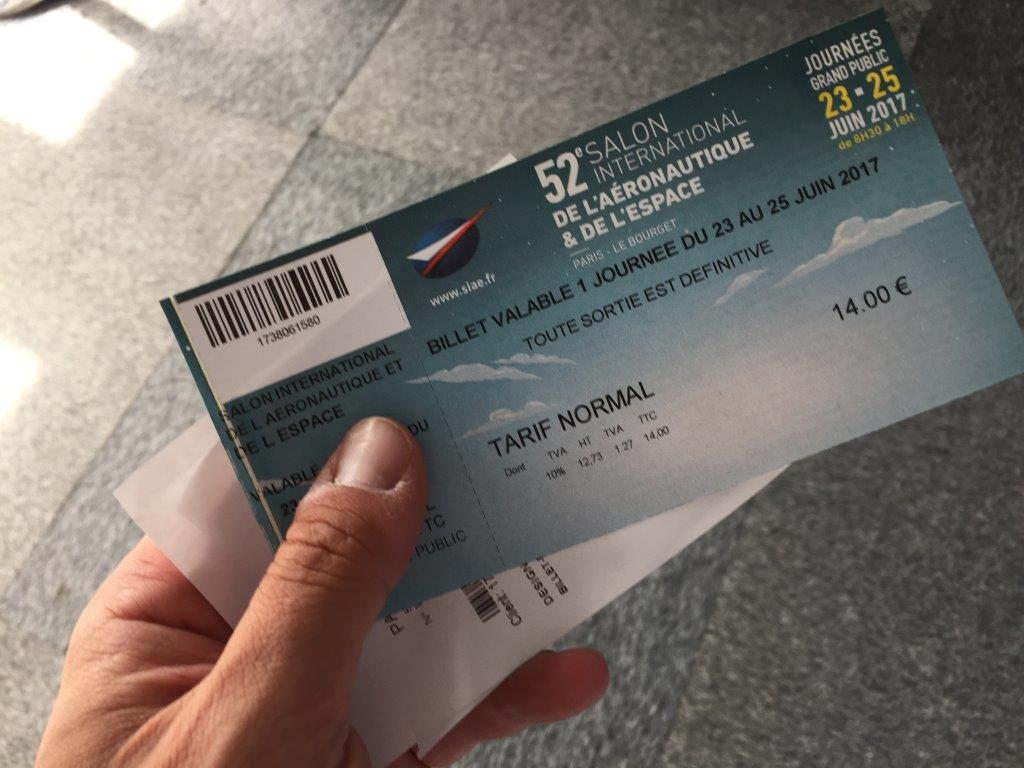 JOURNÉES
GRAND PUBLIC
23 - 25
JUIN 2017
de 8H30 à 18H
52e SALON
INTERNATIONAL
DE L'AÉRONAUTIQUE
& DE L'ESPACE
PARIS - LE BOURGET
www.siae.fr
BILLET VALABLE 1 JOURNEE DU 23 AU 25 JUIN 2017
TOUTE SORTIE EST DEFINITIVE
14.00 €
TARIF NORMAL
Dont TVA HT TVA TTC
10% 12,73 1.27 14,00
1738061580
SALON INTERNATIONAL
DE L AERONAUTIQUE ET
DE L ESPACE
DU
23
TC
PUBLIC
Client: